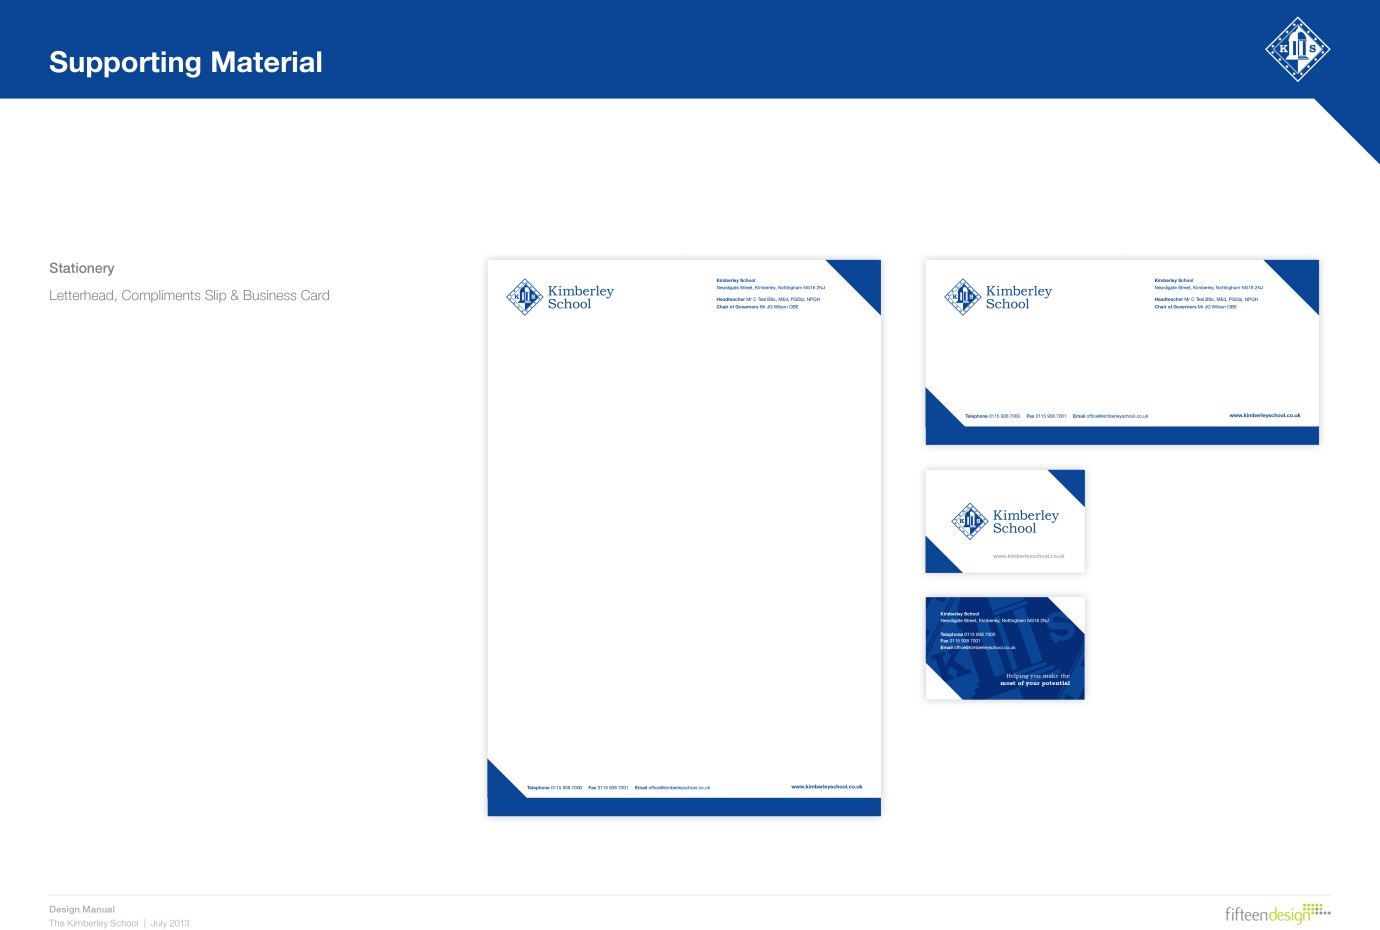 Supporting Material
K S
Stationery
Letterhead, Compliments Slip & Business Card
K S
Kimberley
School
Kimberley School
Newdigate Street, Kimberley, Nottingham NG16 2NJ
Headteacher Mr C Teal BSc, MEd, PGDip, NPQH
Chair of Governors Mr JG Wilson OBE
Telephone 0115 938 7000 Fax 0115 938 7001 Email office@kimberleyschool.co.uk
www.kimberleyschool.co.uk
K S
Kimberley
School
Kimberley School
Newdigate Street, Kimberley, Nottingham NG16 2NJ
Headteacher Mr C Teal BSc, MEd, PGDip, NPQH
Chair of Governors Mr JG Wilson OBE
Telephone 0115 938 7000 Fax 0115 938 7001 Email office@kimberleyschool.co.uk
www.kimberleyschool.co.uk
K S
Kimberley
School
www.kimberleyschool.co.uk
Kimberley School
Newdigate Street, Kimberley, Nottingham NG16 2NJ
Telephone 0115 938 7000
Fax 0115 938 7001
Email office@kimberleyschool.co.uk
K S
Helping you make the
most of your potential
Design Manual
The Kimberley School | July 2013
fifteendesign